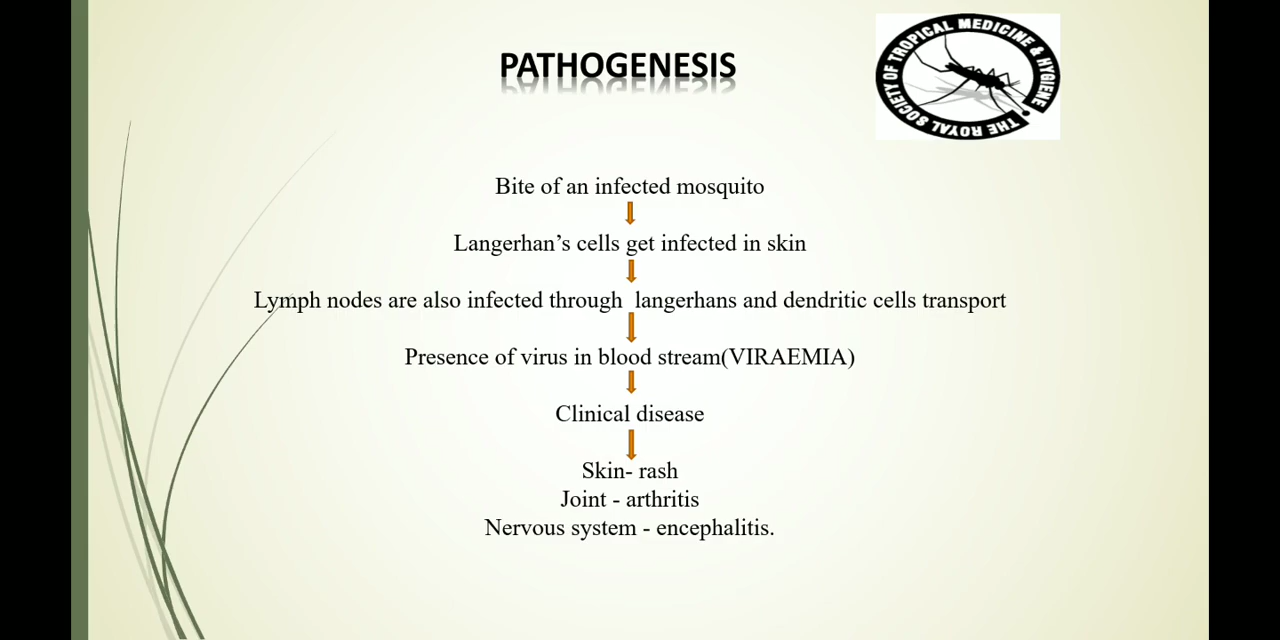 PATHOGENESIS
THE ROYAL SOCIETY OF TROPICAL MEDICINE & HYGIENE
Bite of an infected mosquito
Langerhan’s cells get infected in skin
Lymph nodes are also infected through langerhans and dendritic cells transport
Presence of virus in blood stream(VIRAEMIA)
Clinical disease
Skin- rash
Joint - arthritis
Nervous system - encephalitis.